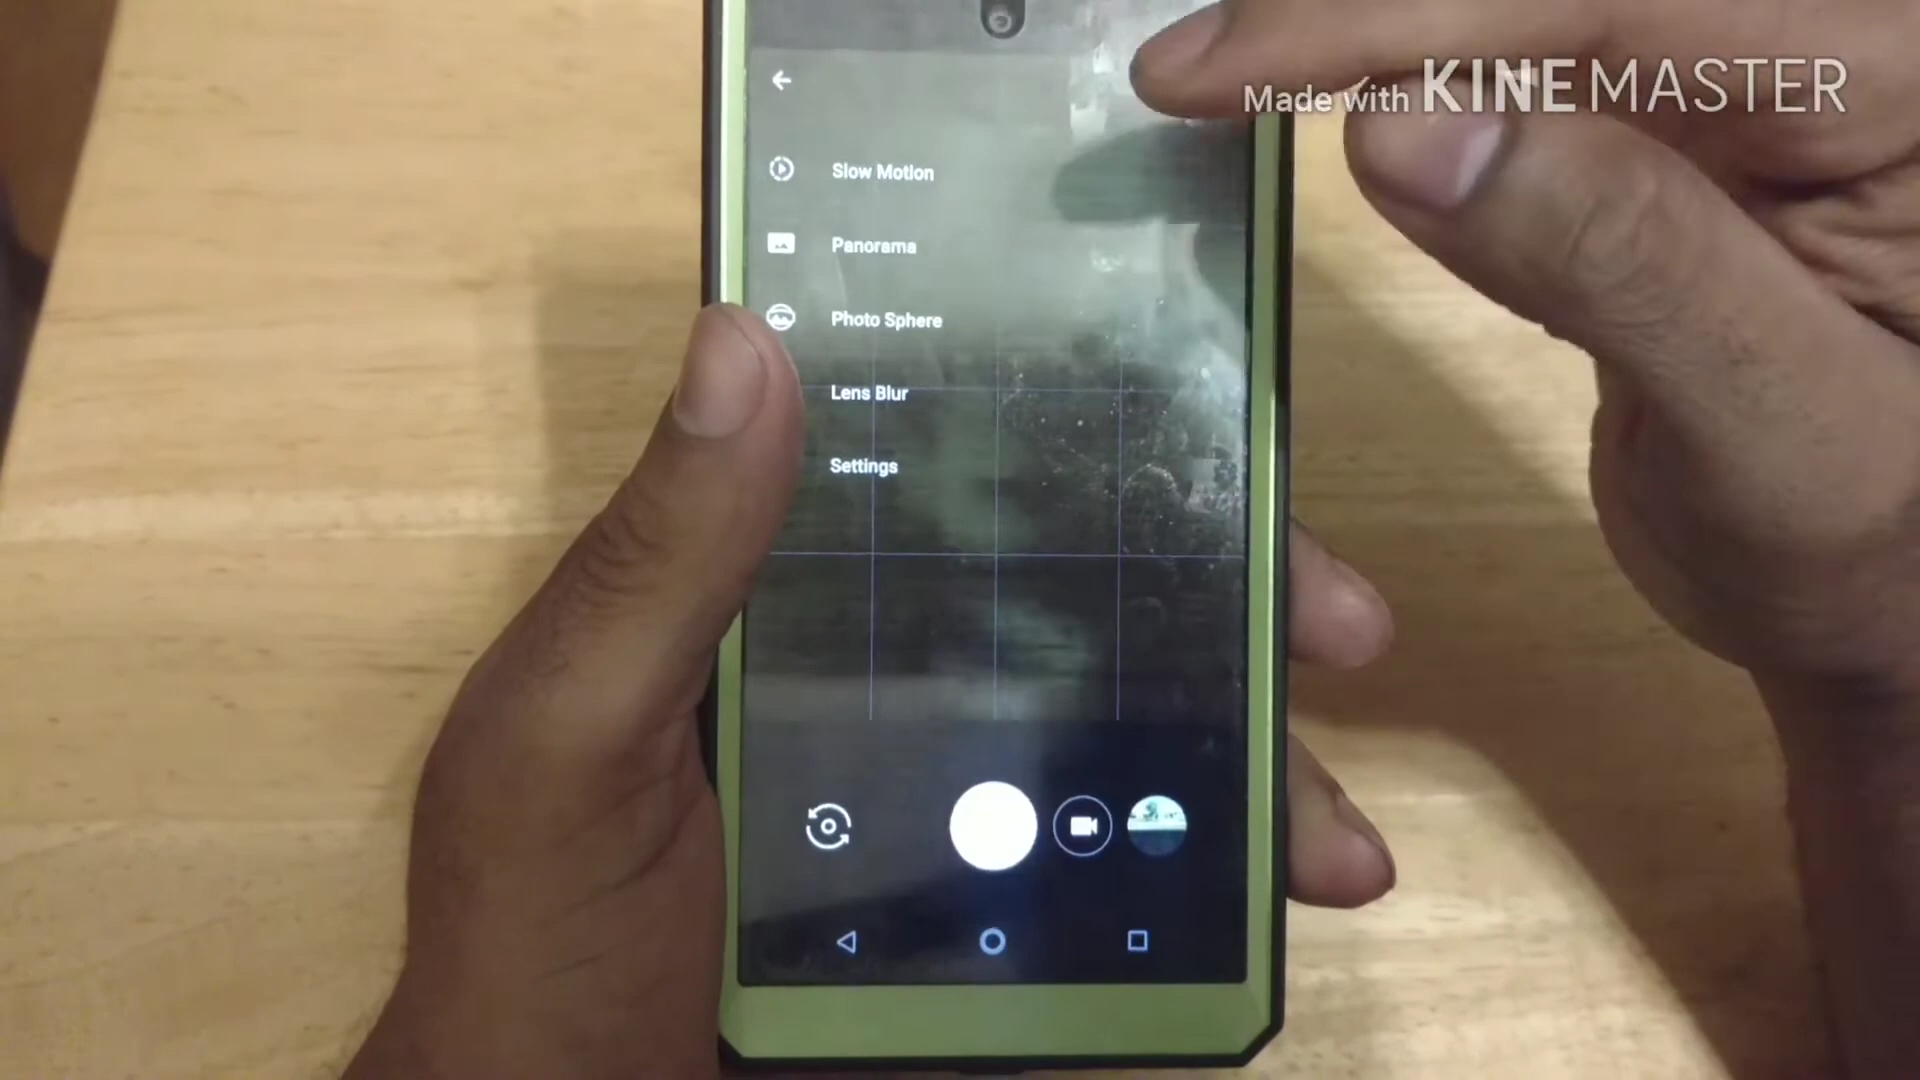 Made with KINEMASTER
Slow Motion
Panorama
Photo Sphere
Lens Blur
Settings